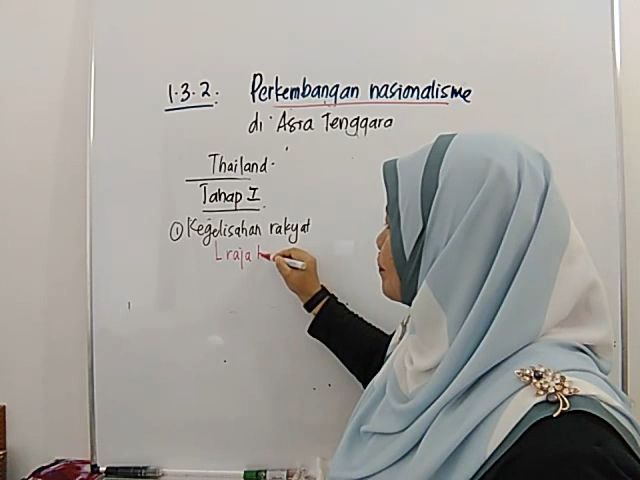 1.3.2: Perkembangan nasionalisme
di Asia Tenggara
Thailand.
Tahap I
① Kegelisahan rakyat
raja